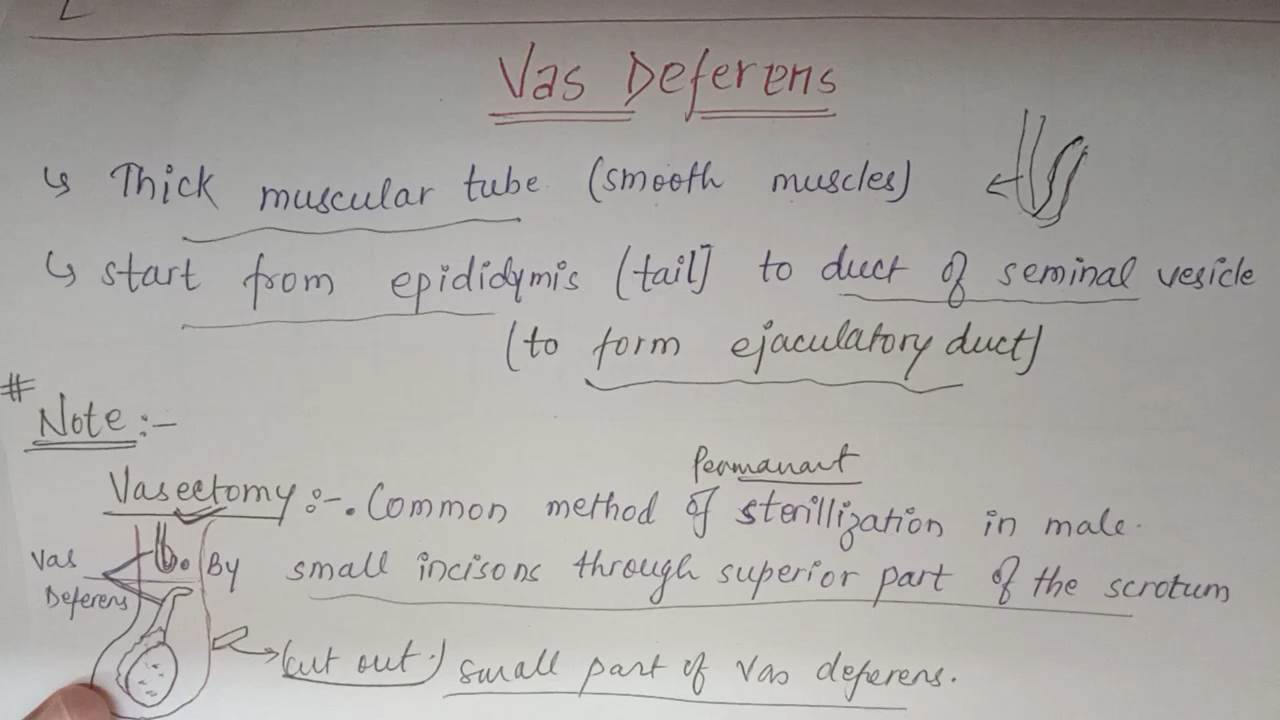 Vas Deferens
↳ Thick muscular tube (smooth muscles)
↳ start from epididymis (tail] to duct of seminal vesicle
(to form ejaculatory duct)
# Note:-
Permanant
Vasectomy:-. Common method of sterillization in male.
Vas
Deferens
By small incisons through superior part of the scrotum
(cut out.) small part of vas deferens.